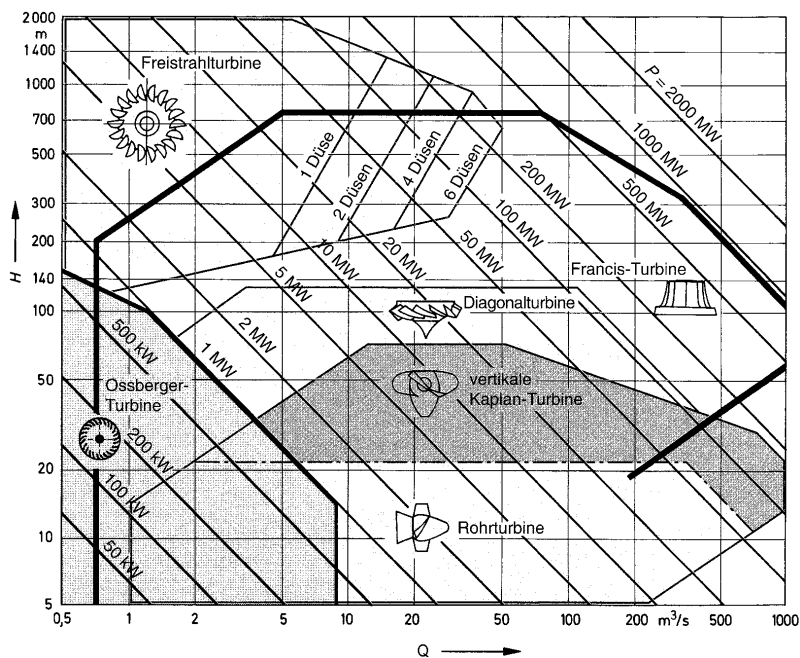 2000
m
1400
1000
700
500
300
200
140
100
50
20
10
5
H
Freistrahlturbine
1 Düse
2 Düsen
4 Düsen
6 Düsen
P = 2000 MW
1000 MW
500 MW
200 MW
100 MW
50 MW
20 MW
10 MW
5 MW
2 MW
1 MW
500 kW
200 kW
100 kW
50 kW
Francis-Turbine
Diagonalturbine
vertikale
Kaplan-Turbine
Ossberger-
Turbine
Rohrturbine
0,5
1
2
5
10
20
50
100
200
m³/s
500
1000
Q